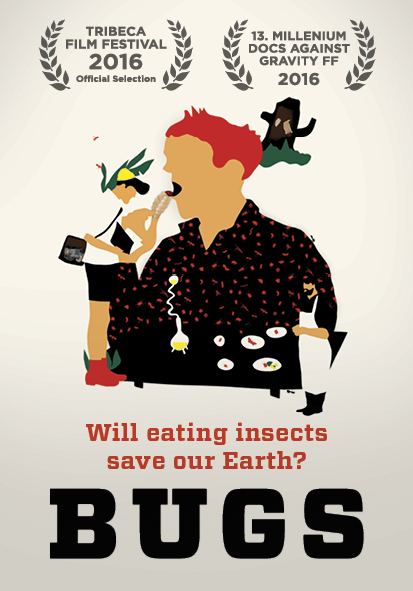 TRIBECA
FILM FESTIVAL
2016
Official Selection
13. MILLENIUM
DOCS AGAINST
GRAVITY FF
2016
Will eating insects
save our Earth?
BUGS